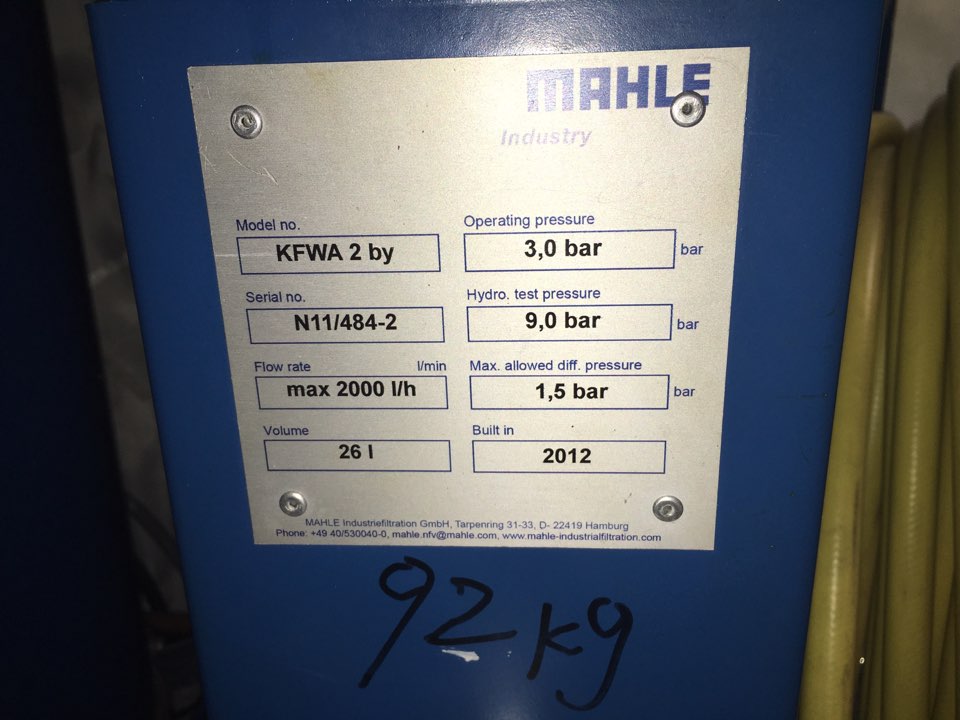 MAHLE
Industry
Model no.
KFWA 2 by
Operating pressure
3,0 bar
bar
Serial no.
N11/484-2
Hydro. test pressure
9,0 bar
bar
Flow rate l/min
max 2000 l/h
Max. allowed diff. pressure
1,5 bar
bar
Volume
26 l
Built in
2012
MAHLE Industriefiltration GmbH, Tarpenring 31-33, D- 22419 Hamburg
Phone: +49 40/530040-0, mahle.nfv@mahle.com, www.mahle-industrialfiltration.com
92 kg